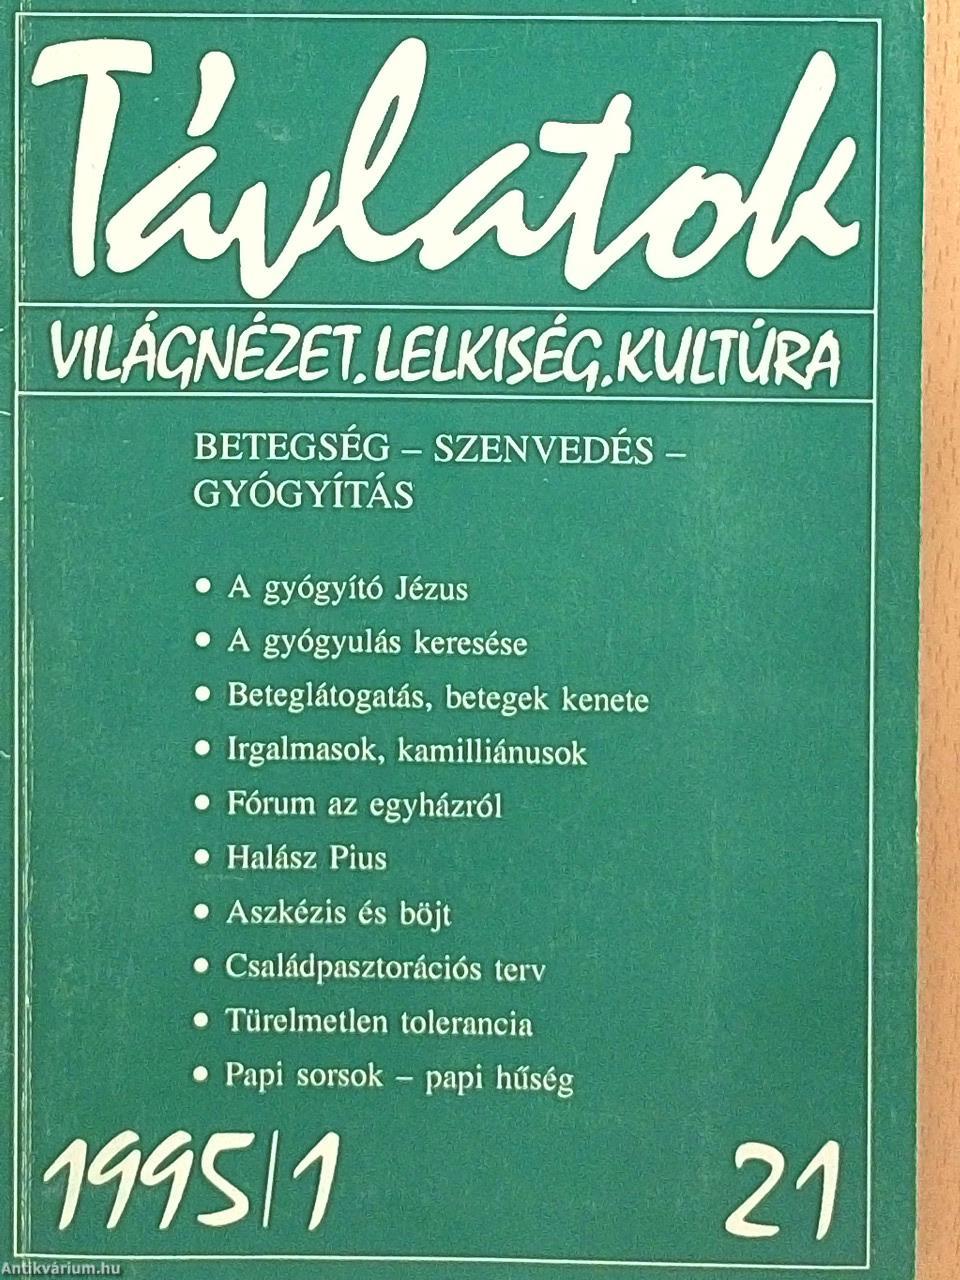 Távlatok
VILÁGNÉZET.LELKISÉG.KULTÚRA
BETEGSÉG – SZENVEDÉS –
GYÓGYÍTÁS
• A gyógyító Jézus
• A gyógyulás keresése
• Beteglátogatás, betegek kenete
• Irgalmasok, kamilliánusok
• Fórum az egyházról
• Halász Pius
• Aszkézis és böjt
• Családpasztorációs terv
• Türelmetlen tolerancia
• Papi sorsok – papi hűség
1995/1 21
Antikvárium.hu